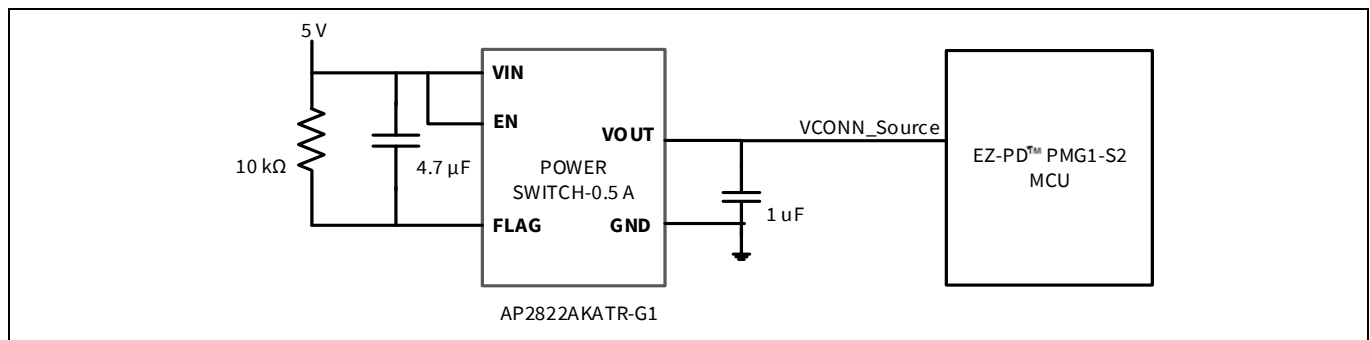 5 V
VIN
EN
VOUT
VCONN_Source
10 kΩ
4.7 µF
POWER
SWITCH-0.5 A
EZ-PD™ PMG1-S2
MCU
FLAG
GND
1 uF
AP2822AKATR-G1